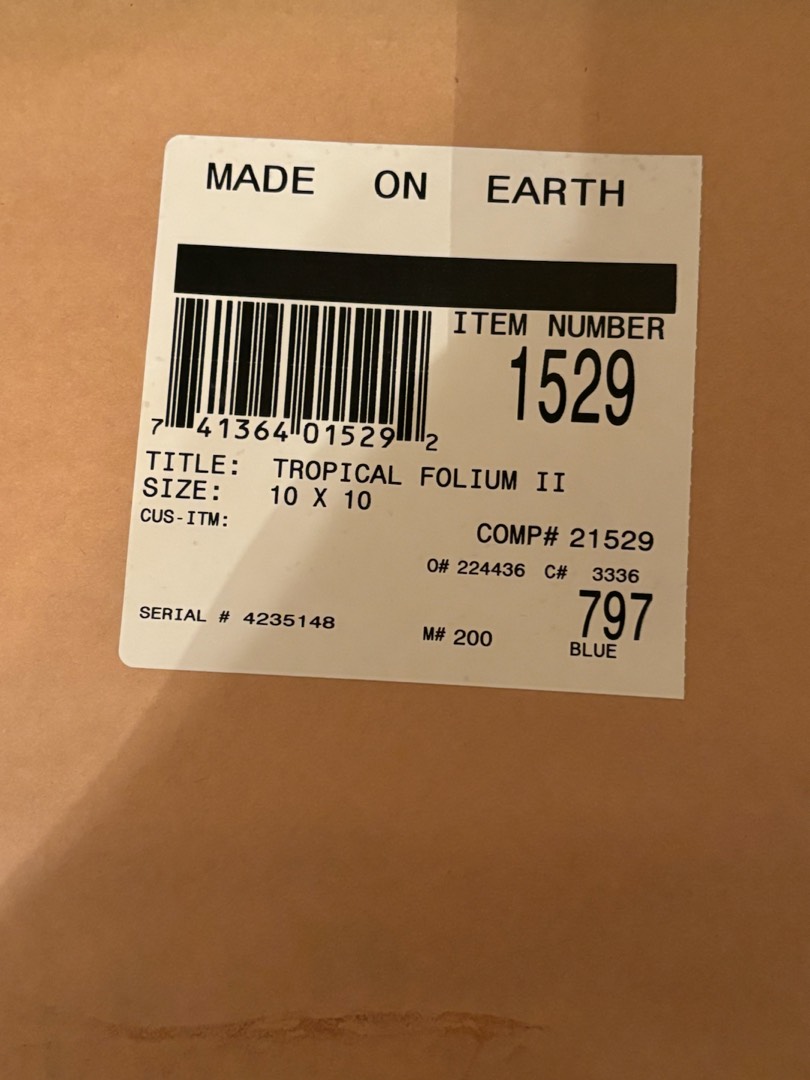 MADE ON EARTH
ITEM NUMBER
1529
7 41364 01529 2
TITLE: TROPICAL FOLIUM II
SIZE: 10 X 10
CUS-ITM:
COMP# 21529
O# 224436 C# 3336
797
SERIAL # 4235148
M# 200
BLUE